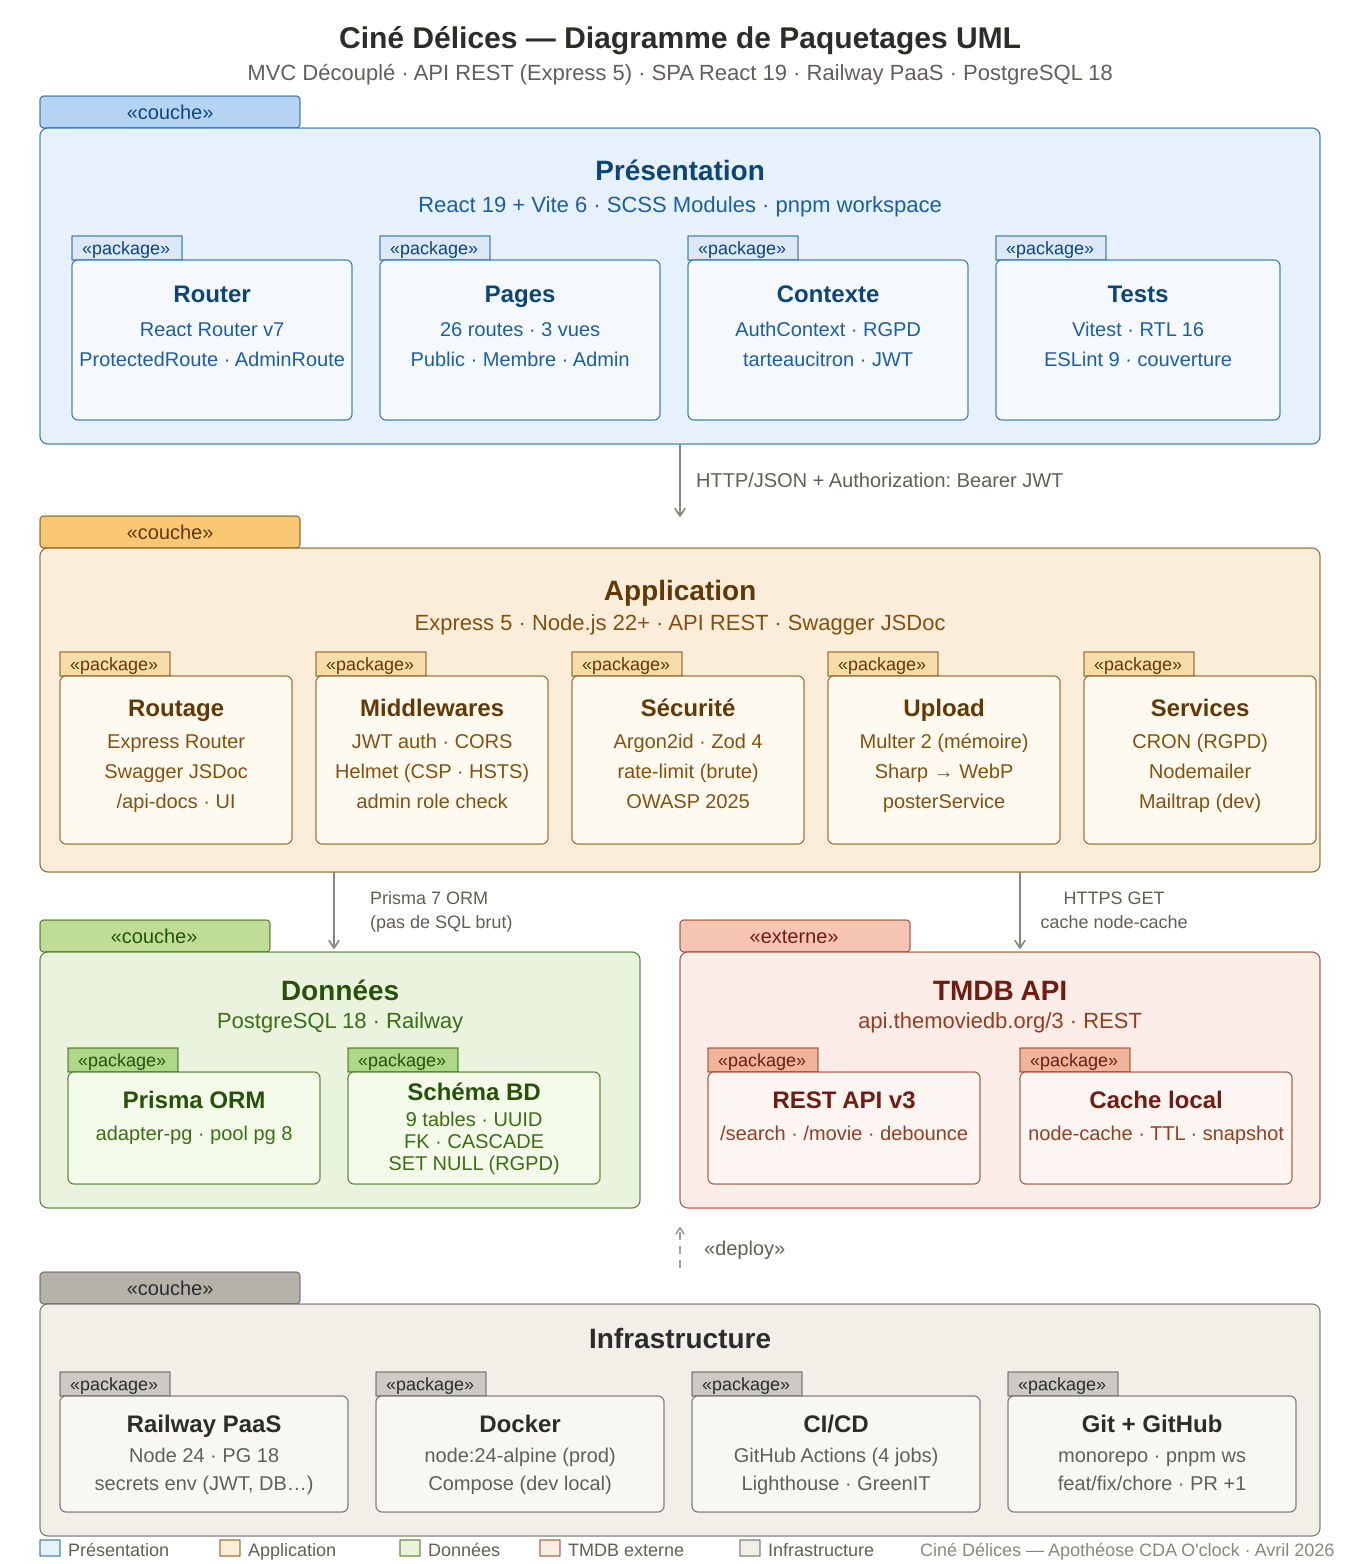 Ciné Délices — Diagramme de Paquetages UML
MVC Découplé · API REST (Express 5) · SPA React 19 · Railway PaaS · PostgreSQL 18
«couche»
Présentation
React 19 + Vite 6 · SCSS Modules · pnpm workspace
«package»
Router
React Router v7
ProtectedRoute · AdminRoute
«package»
Pages
26 routes · 3 vues
Public · Membre · Admin
«package»
Contexte
AuthContext · RGPD
tarteaucitron · JWT
«package»
Tests
Vitest · RTL 16
ESLint 9 · couverture
HTTP/JSON + Authorization: Bearer JWT
«couche»
Application
Express 5 · Node.js 22+ · API REST · Swagger JSDoc
«package»
Routage
Express Router
Swagger JSDoc
/api-docs · UI
«package»
Middlewares
JWT auth · CORS
Helmet (CSP · HSTS)
admin role check
«package»
Sécurité
Argon2id · Zod 4
rate-limit (brute)
OWASP 2025
«package»
Upload
Multer 2 (mémoire)
Sharp → WebP
posterService
«package»
Services
CRON (RGPD)
Nodemailer
Mailtrap (dev)
Prisma 7 ORM
(pas de SQL brut)
HTTPS GET
cache node-cache
«couche»
Données
PostgreSQL 18 · Railway
«package»
Prisma ORM
adapter-pg · pool pg 8
«package»
Schéma BD
9 tables · UUID
FK · CASCADE
SET NULL (RGPD)
«externe»
TMDB API
api.themoviedb.org/3 · REST
«package»
REST API v3
/search · /movie · debounce
«package»
Cache local
node-cache · TTL · snapshot
«deploy»
«couche»
Infrastructure
«package»
Railway PaaS
Node 24 · PG 18
secrets env (JWT, DB…)
«package»
Docker
node:24-alpine (prod)
Compose (dev local)
«package»
CI/CD
GitHub Actions (4 jobs)
Lighthouse · GreenIT
«package»
Git + GitHub
monorepo · pnpm ws
feat/fix/chore · PR +1
Présentation
Application
Données
TMDB externe
Infrastructure
Ciné Délices — Apothéose CDA O'clock · Avril 2026